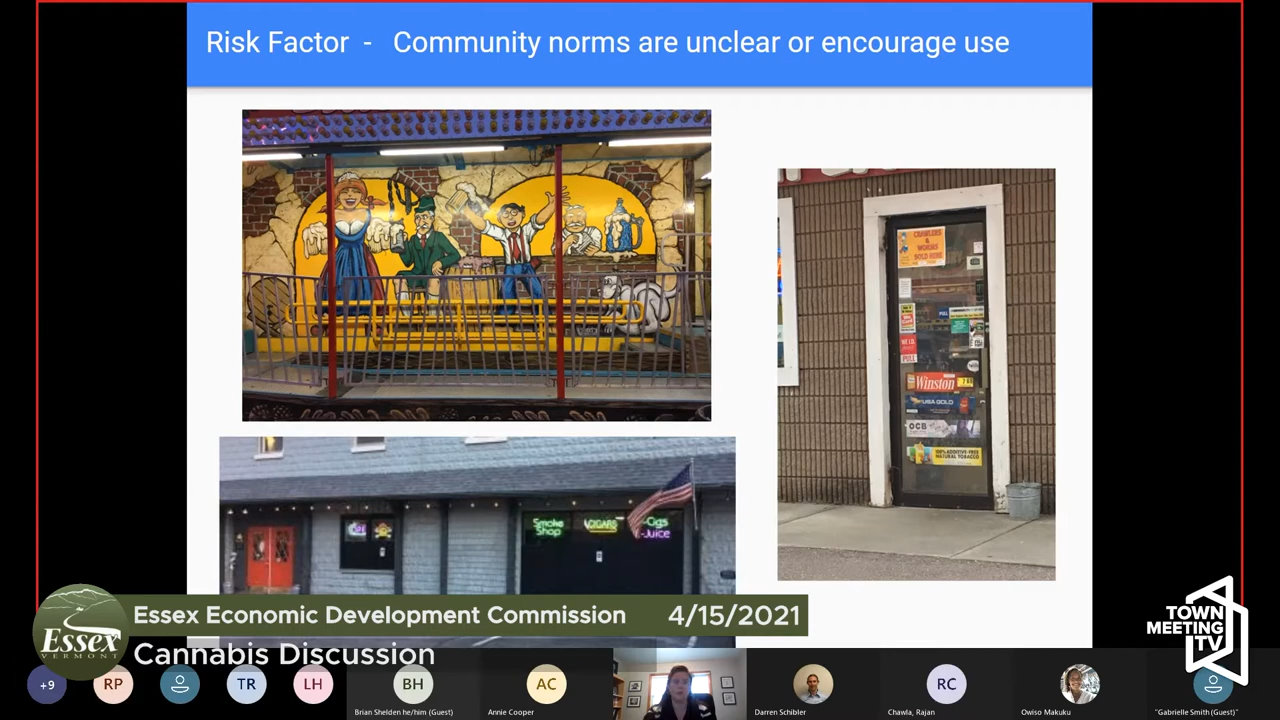 Risk Factor - Community norms are unclear or encourage use
CRAWLERS
& WORMS
SOLD HERE
PULL
Winston
USA GOLD
OCB
100% ADDITIVE-FREE
NATURAL TOBACCO
Smoke
Shop
CIGARS
Juice
Essex
VERMONT
Essex Economic Development Commission 4/15/2021
Cannabis Discussion
TOWN
MEETING
TV
+9
RP
TR
LH
BH
Brian Shelden he/him (Guest)
AC
Annie Cooper
Darren Schibler
RC
Chawla, Rajan
Owiso Makuku
"Gabrielle Smith (Guest)"